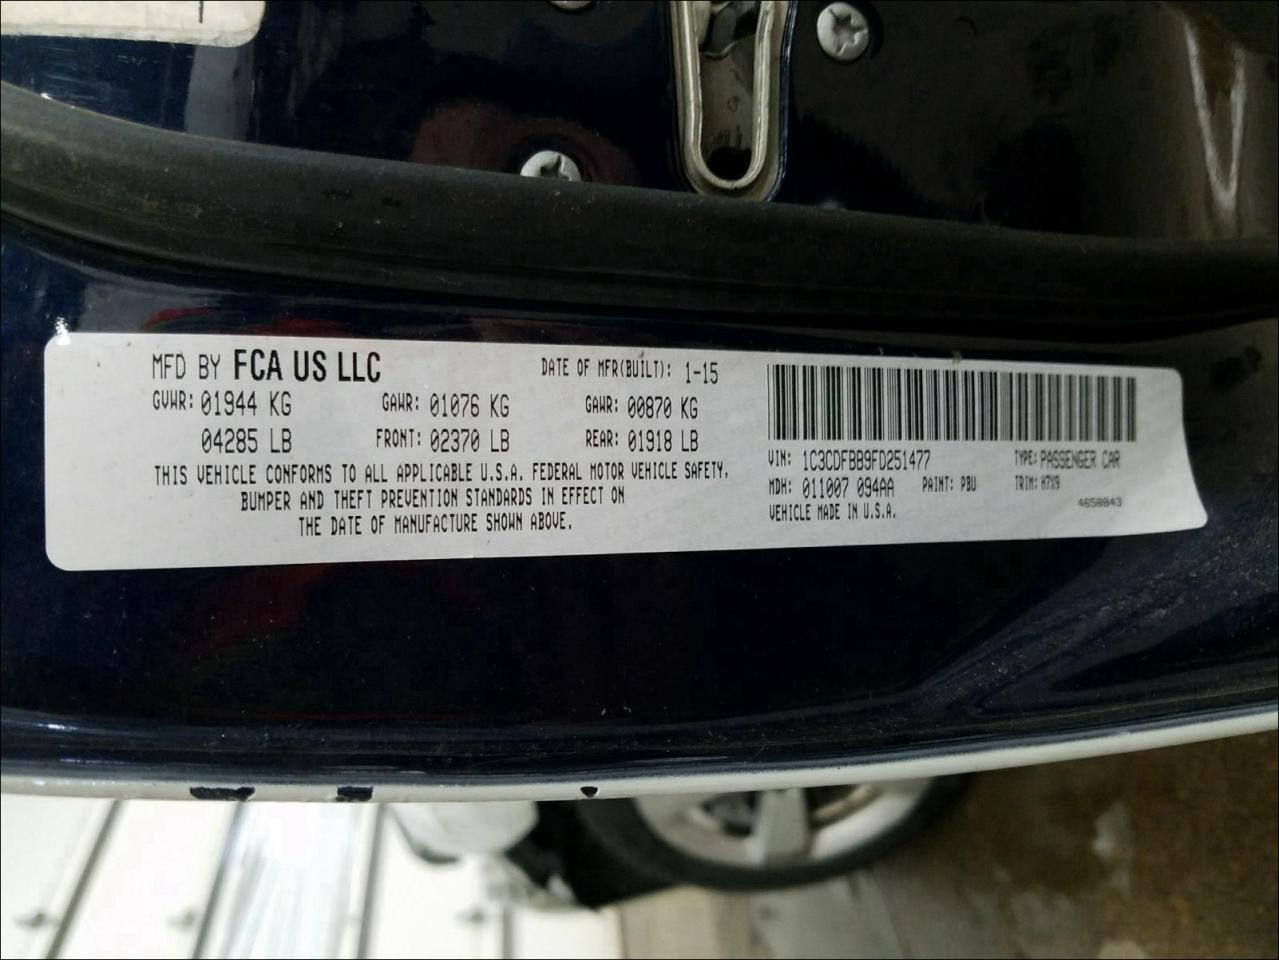 MFD BY FCA US LLC DATE OF MFR(BUILT): 1-15
GVWR: 01944 KG GAWR: 01076 KG GAWR: 00870 KG
04285 LB FRONT: 02370 LB REAR: 01918 LB
THIS VEHICLE CONFORMS TO ALL APPLICABLE U.S.A. FEDERAL MOTOR VEHICLE SAFETY,
BUMPER AND THEFT PREVENTION STANDARDS IN EFFECT ON
THE DATE OF MANUFACTURE SHOWN ABOVE.
VIN: 1C3CDFBB9FD251477 TYPE: PASSENGER CAR
MDH: 011007 094AA PAINT: PBU TRIM: H7X9
VEHICLE MADE IN U.S.A. 4658843